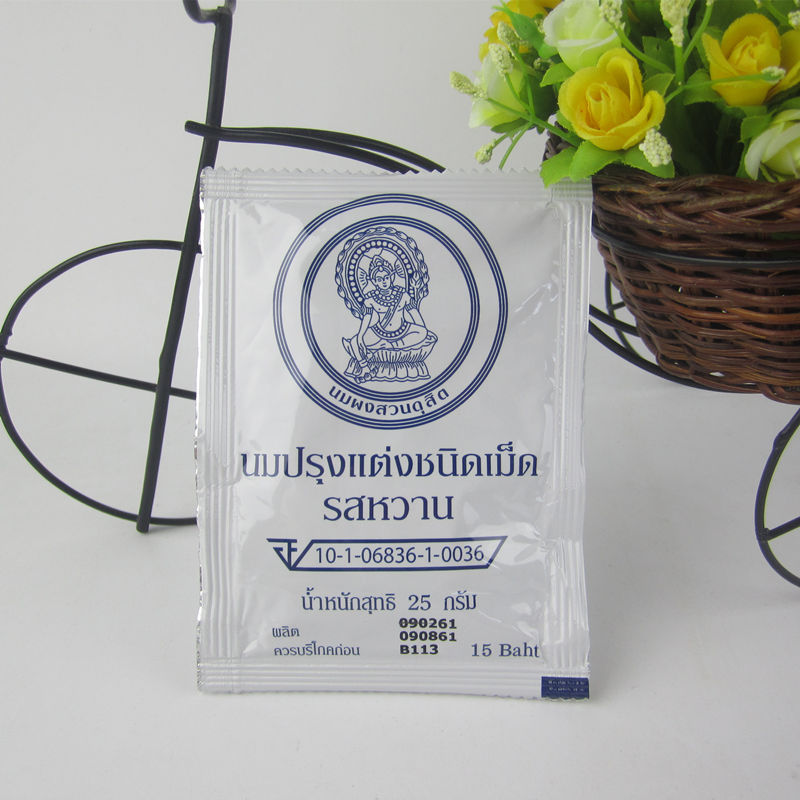 นมผงสวนดุสิต
นมปรุงแต่งชนิดเม็ด
รสหวาน
10-1-06836-1-0036
น้ำหนักสุทธิ 25 กรัม
ผลิต 090261
ควรบริโภคก่อน 090861
B113 15 Baht